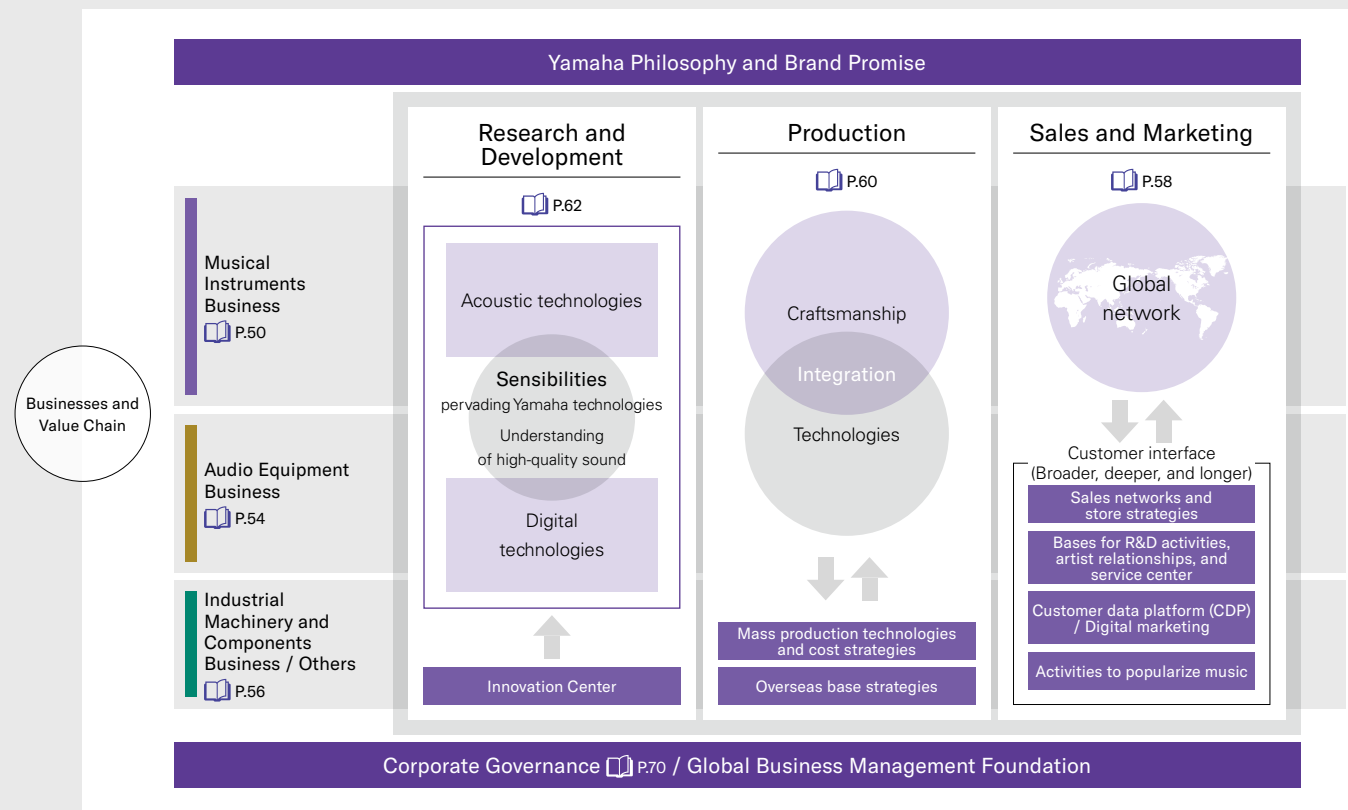 Yamaha Philosophy and Brand Promise
Businesses and
Value Chain
Musical
Instruments
Business
P.50
Audio Equipment
Business
P.54
Industrial
Machinery and
Components
Business / Others
P.56
Research and
Development
P.62
Acoustic technologies
Sensibilities
pervading Yamaha technologies
Understanding
of high-quality sound
Digital
technologies
Innovation Center
Production
P.60
Craftsmanship
Integration
Technologies
Mass production technologies
and cost strategies
Overseas base strategies
Sales and Marketing
P.58
Global
network
Customer interface
(Broader, deeper, and longer)
Sales networks and
store strategies
Bases for R&D activities,
artist relationships, and
service center
Customer data platform (CDP)
/ Digital marketing
Activities to popularize music
Corporate Governance P.70 / Global Business Management Foundation